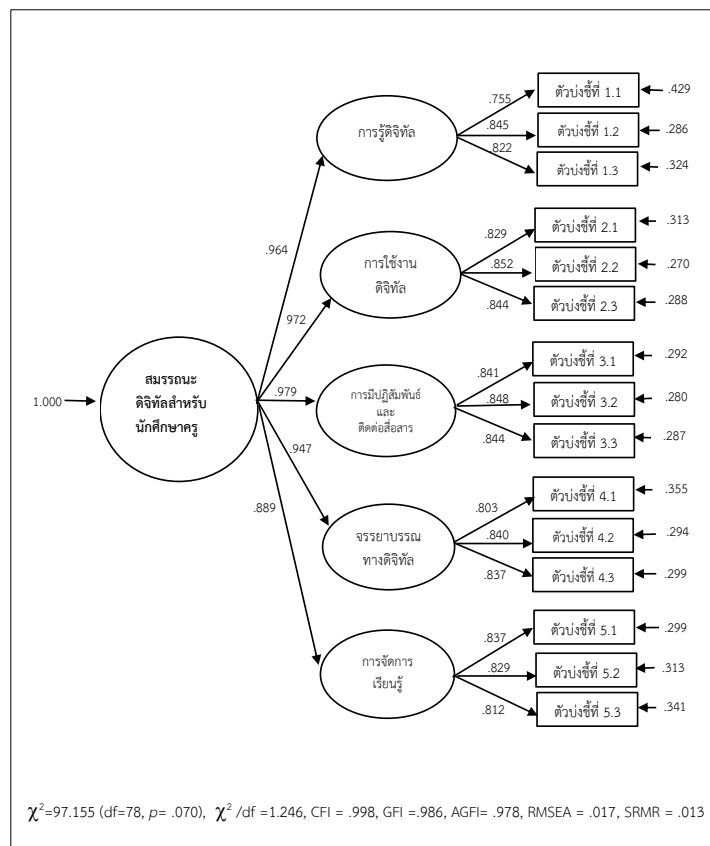 .755
ตัวบ่งชี้ที่ 1.1
.429
การรู้ดิจิทัล
.845
ตัวบ่งชี้ที่ 1.2
.286
.822
ตัวบ่งชี้ที่ 1.3
.324
.964
.829
ตัวบ่งชี้ที่ 2.1
.313
การใช้งาน
ดิจิทัล
.852
ตัวบ่งชี้ที่ 2.2
.270
.844
ตัวบ่งชี้ที่ 2.3
.288
972
1.000
สมรรถนะ
ดิจิทัลสำหรับ
นักศึกษาครู
.979
การมีปฏิสัมพันธ์
และ
ติดต่อสื่อสาร
.841
ตัวบ่งชี้ที่ 3.1
.292
.848
ตัวบ่งชี้ที่ 3.2
.280
.844
ตัวบ่งชี้ที่ 3.3
.287
.947
จรรยาบรรณ
ทางดิจิทัล
.803
ตัวบ่งชี้ที่ 4.1
.355
.840
ตัวบ่งชี้ที่ 4.2
.294
.837
ตัวบ่งชี้ที่ 4.3
.299
.889
การจัดการ
เรียนรู้
.837
ตัวบ่งชี้ที่ 5.1
.299
.829
ตัวบ่งชี้ที่ 5.2
.313
.812
ตัวบ่งชี้ที่ 5.3
.341
χ²=97.155 (df=78, p= .070), χ² /df =1.246, CFI = .998, GFI =.986, AGFI= .978, RMSEA = .017, SRMR = .013